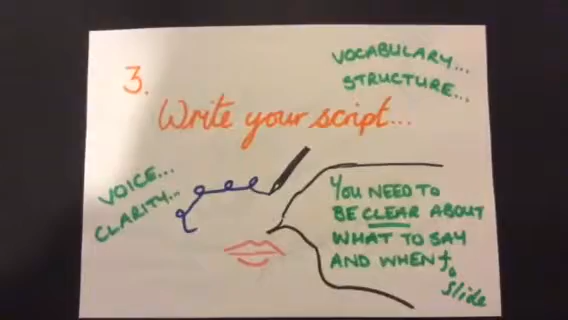 VOCABULARY...
STRUCTURE...
3.
Write your script...
VOICE...
CLARITY...
YOU NEED TO
BE CLEAR ABOUT
WHAT TO SAY
AND WHEN
slide